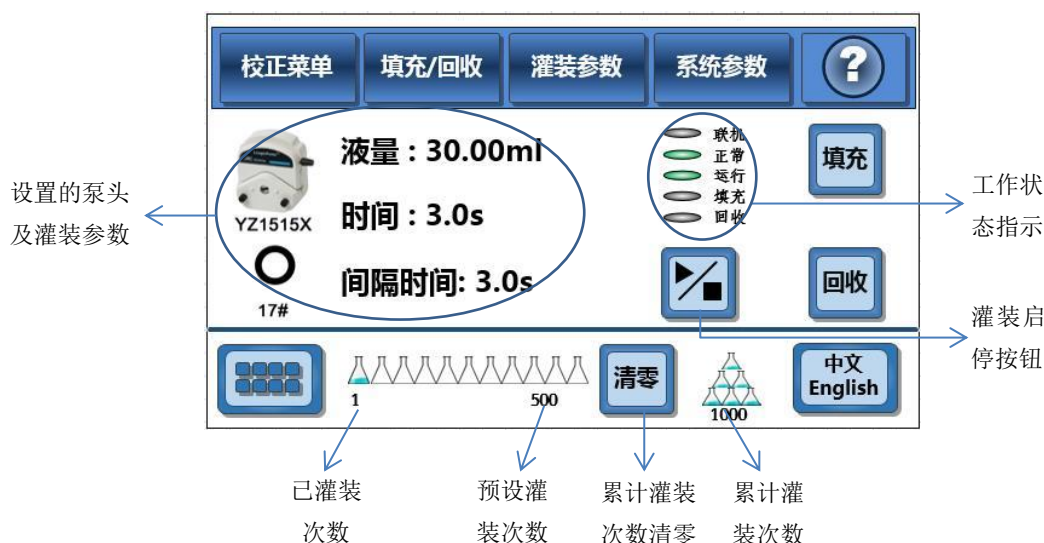 校正菜单
填充/回收
灌装参数
系统参数
?
液量：30.00ml
时间：3.0s
间隔时间: 3.0s
YZ1515X
17#
联机
正常
运行
填充
回收
填充
回收
1
500
清零
1000
中文
English
设置的泵头
及灌装参数
工作状
态指示
灌装启
停按钮
已灌装
次数
预设灌
装次数
累计灌装
次数清零
累计灌
装次数